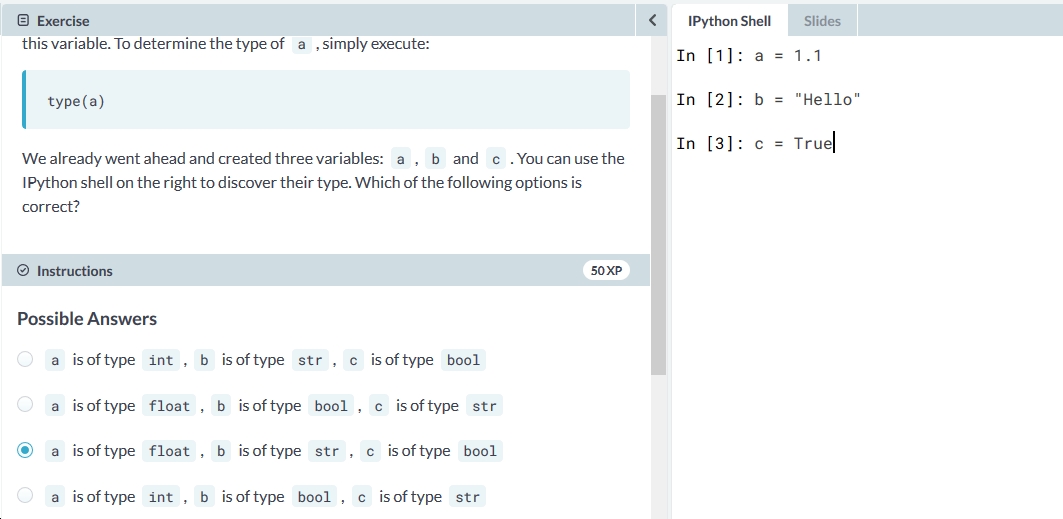 Exercise
this variable. To determine the type of a , simply execute:
type(a)
We already went ahead and created three variables: a , b and c . You can use the
IPython shell on the right to discover their type. Which of the following options is
correct?
Instructions
50 XP
Possible Answers
a is of type int , b is of type str , c is of type bool
a is of type float , b is of type bool , c is of type str
a is of type float , b is of type str , c is of type bool
a is of type int , b is of type bool , c is of type str
IPython Shell
Slides
In [1]: a = 1.1
In [2]: b = "Hello"
In [3]: c = True